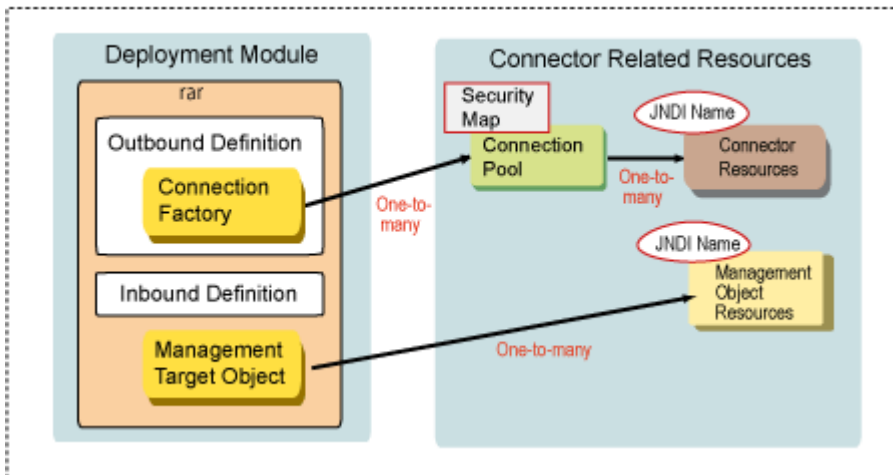 Deployment Module
rar
Outbound Definition
Connection
Factory
Inbound Definition
Management
Target Object
One-to-
many
Connector Related Resources
Security
Map
Connection
Pool
One-to-
many
JNDI Name
Connector
Resources
JNDI Name
Management
Object
Resources
One-to-many